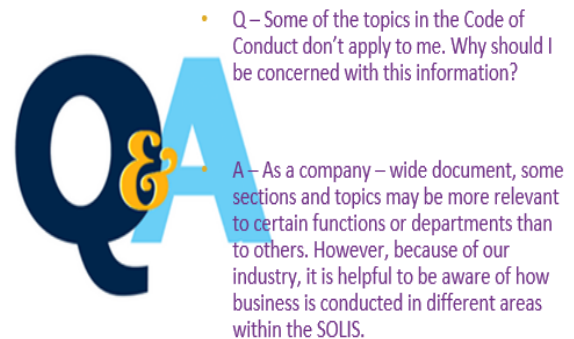 Q&A
• Q – Some of the topics in the Code of
Conduct don't apply to me. Why should I
be concerned with this information?
• A – As a company – wide document, some
sections and topics may be more relevant
to certain functions or departments than
to others. However, because of our
industry, it is helpful to be aware of how
business is conducted in different areas
within the SOLIS.